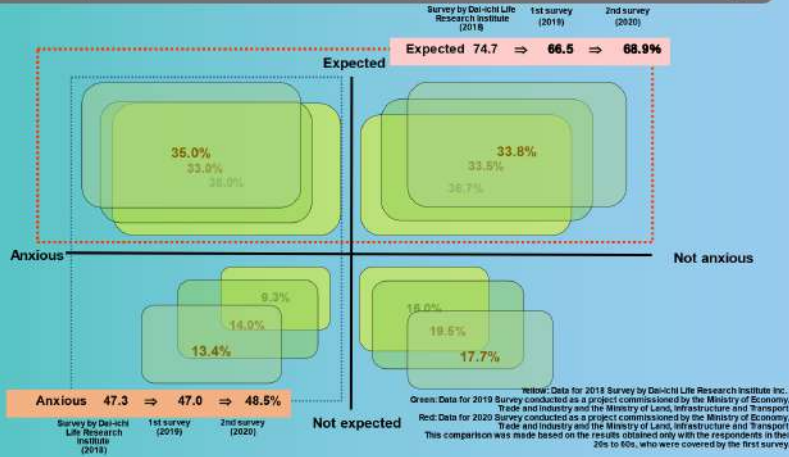 Survey by Dai-ichi Life
Research Institute
(2018)
1st survey
(2019)
2nd survey
(2020)
Expected 74.7 ⇒ 66.5 ⇒ 68.9%
Expected
35.0%
33.0%
38.0%
33.8%
33.5%
36.7%
Anxious
Not anxious
9.3%
14.0%
13.4%
16.0%
19.5%
17.7%
Anxious 47.3 ⇒ 47.0 ⇒ 48.5%
Survey by Dai-ichi
Life Research
Institute
(2018)
1st survey
(2019)
2nd survey
(2020)
Not expected
Yellow: Data for 2018 Survey by Dai-ichi Life Research Institute Inc.
Green: Data for 2019 Survey conducted as a project commissioned by the Ministry of Economy,
Trade and Industry and the Ministry of Land, Infrastructure and Transport
Red: Data for 2020 Survey conducted as a project commissioned by the Ministry of Economy,
Trade and Industry and the Ministry of Land, Infrastructure and Transport
This comparison was made based on the results obtained only with the respondents in thei
20s to 60s, who were covered by the first survey.